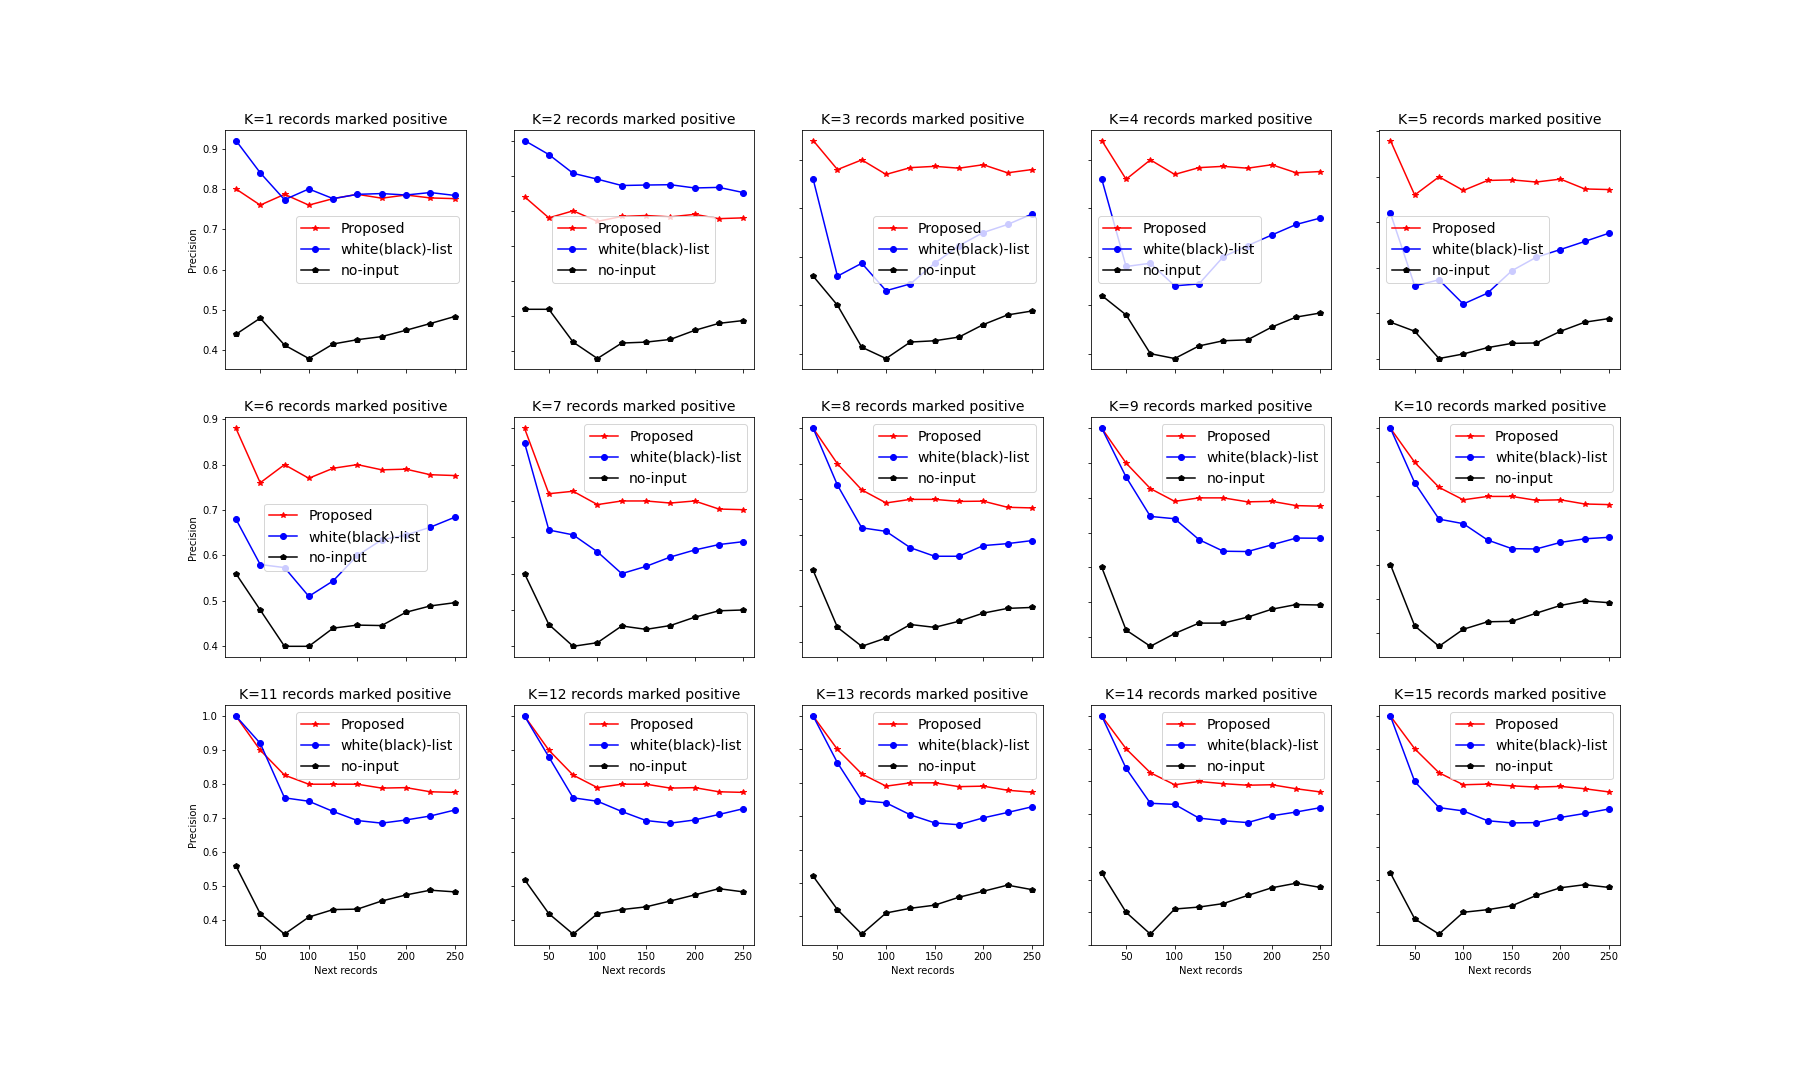 K=1 records marked positive
K=2 records marked positive
K=3 records marked positive
K=4 records marked positive
K=5 records marked positive
Precision
0.9
0.8
0.7
0.6
0.5
0.4
Proposed
white(black)-list
no-input
Proposed
white(black)-list
no-input
Proposed
white(black)-list
no-input
Proposed
white(black)-list
no-input
Proposed
white(black)-list
no-input
K=6 records marked positive
K=7 records marked positive
K=8 records marked positive
K=9 records marked positive
K=10 records marked positive
Precision
0.9
0.8
0.7
0.6
0.5
0.4
Proposed
white(black)-list
no-input
Proposed
white(black)-list
no-input
Proposed
white(black)-list
no-input
Proposed
white(black)-list
no-input
Proposed
white(black)-list
no-input
K=11 records marked positive
K=12 records marked positive
K=13 records marked positive
K=14 records marked positive
K=15 records marked positive
Precision
1.0
0.9
0.8
0.7
0.6
0.5
0.4
Proposed
white(black)-list
no-input
Proposed
white(black)-list
no-input
Proposed
white(black)-list
no-input
Proposed
white(black)-list
no-input
Proposed
white(black)-list
no-input
50 100 150 200 250
50 100 150 200 250
50 100 150 200 250
50 100 150 200 250
50 100 150 200 250
Next records
Next records
Next records
Next records
Next records